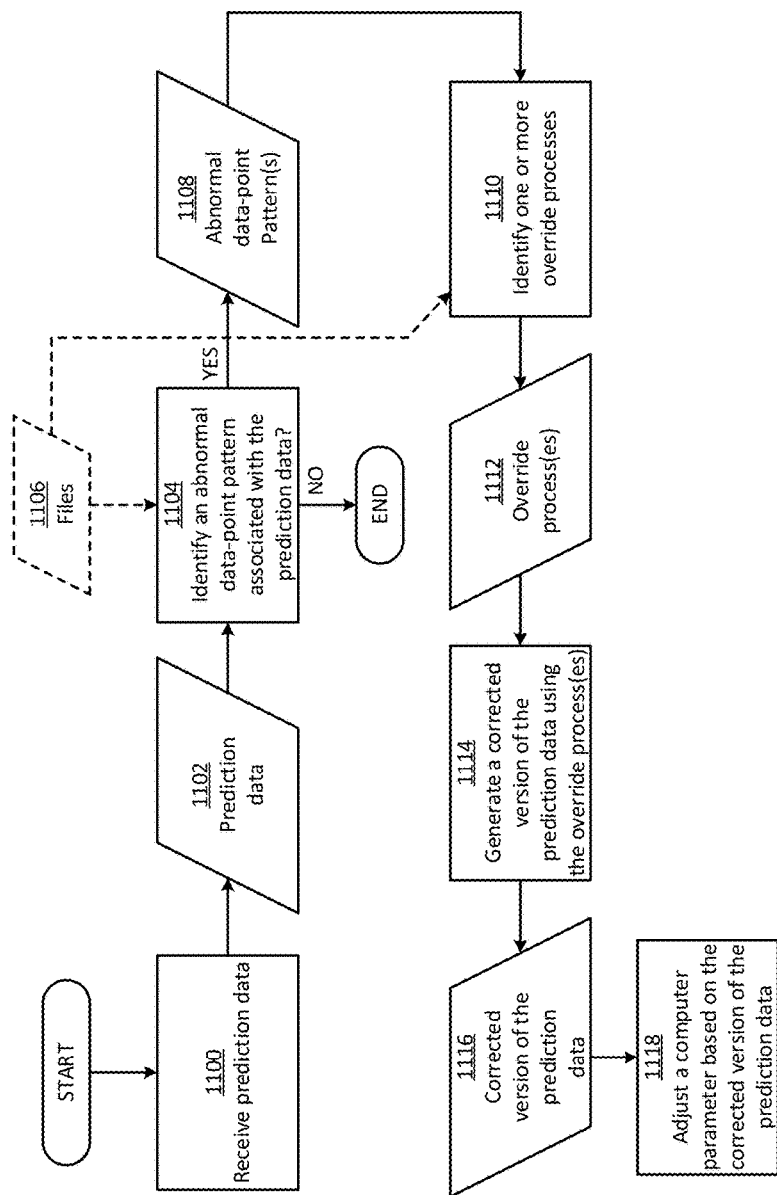 START
1100
Receive prediction data
1102
Prediction
data
1106
Files
1104
Identify an abnormal
data-point pattern
associated with the
prediction data?
YES
NO
END
1108
Abnormal
data-point
Pattern(s)
1110
Identify one or more
override processes
1112
Override
process(es)
1114
Generate a corrected
version of the
prediction data using
the override process(es)
1116
Corrected
version of the
prediction
data
1118
Adjust a computer
parameter based on the
corrected version of the
prediction data